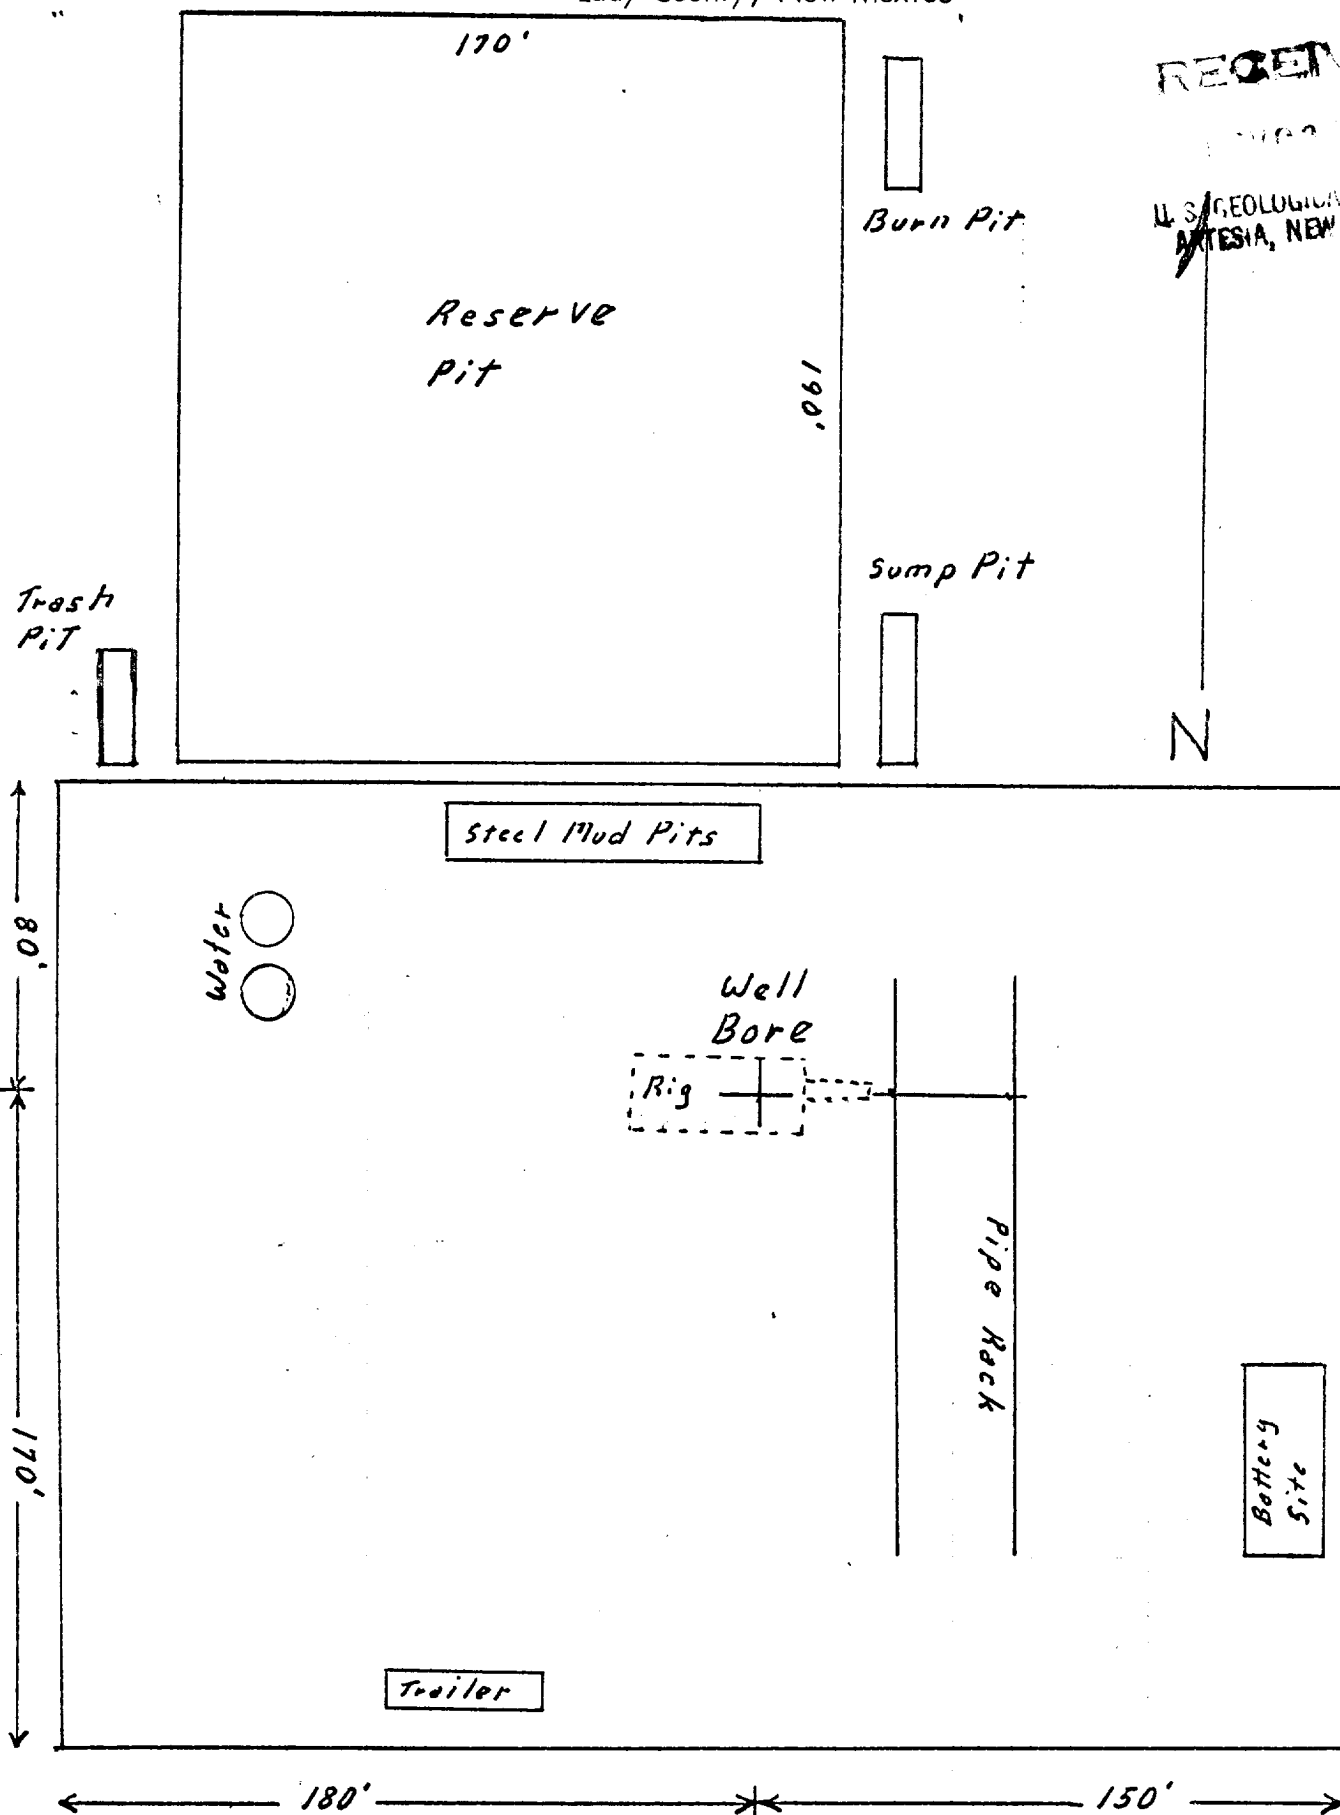 170'
Burn Pit
ARTESIA, NEW
Reserve
Pit
190'
Sump Pit
Trash
PiT
N
Steel Mud Pits
80'
Water
Well
Bore
Rig
Pipe Rack
170'
Battery
Site
Trailer
180'
150'